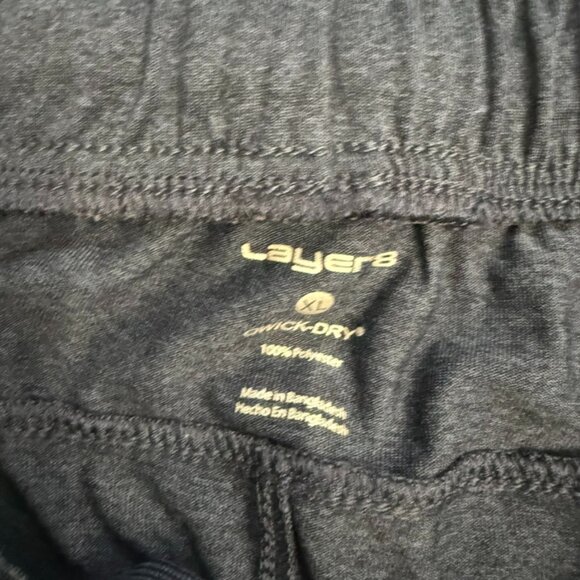 Layer8
XL
QWICK-DRY®
100% Polyester
Made in Bangladesh
Hecho En Bangladesh